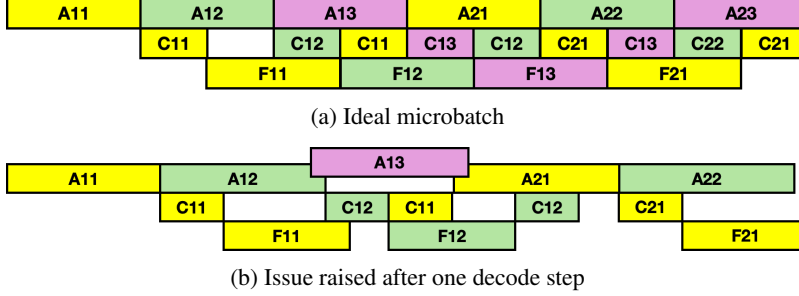 A11 A12 A13 A21 A22 A23
C11 C12 C11 C13 C12 C21 C13 C22 C21
F11 F12 F13 F21
(a) Ideal microbatch
A13
A11 A12 A21 A22
C11 C12 C11 C12 C21
F11 F12 F21
(b) Issue raised after one decode step